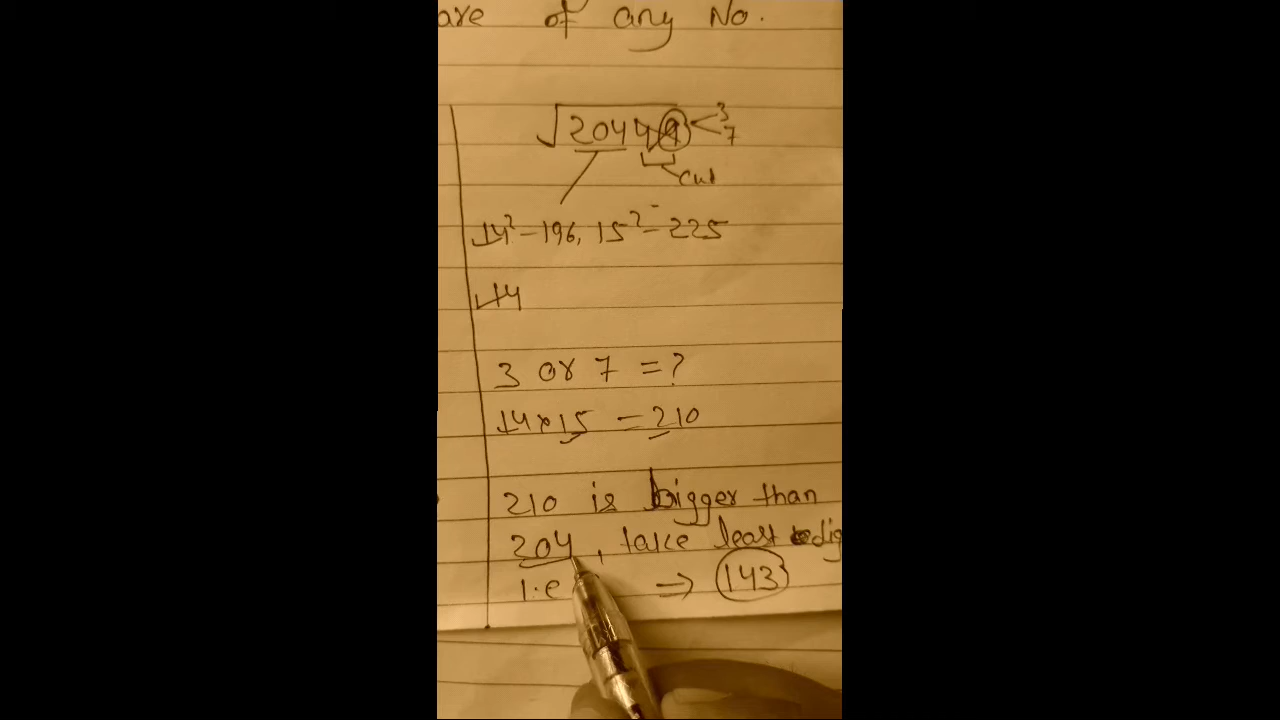 are of any No.
√20449 < 3
7
cut
14² - 196, 15² - 225
14
3 or 7 = ?
14 × 15 = 210
210 is bigger than
204, take least dig
i.e ⇒ 143